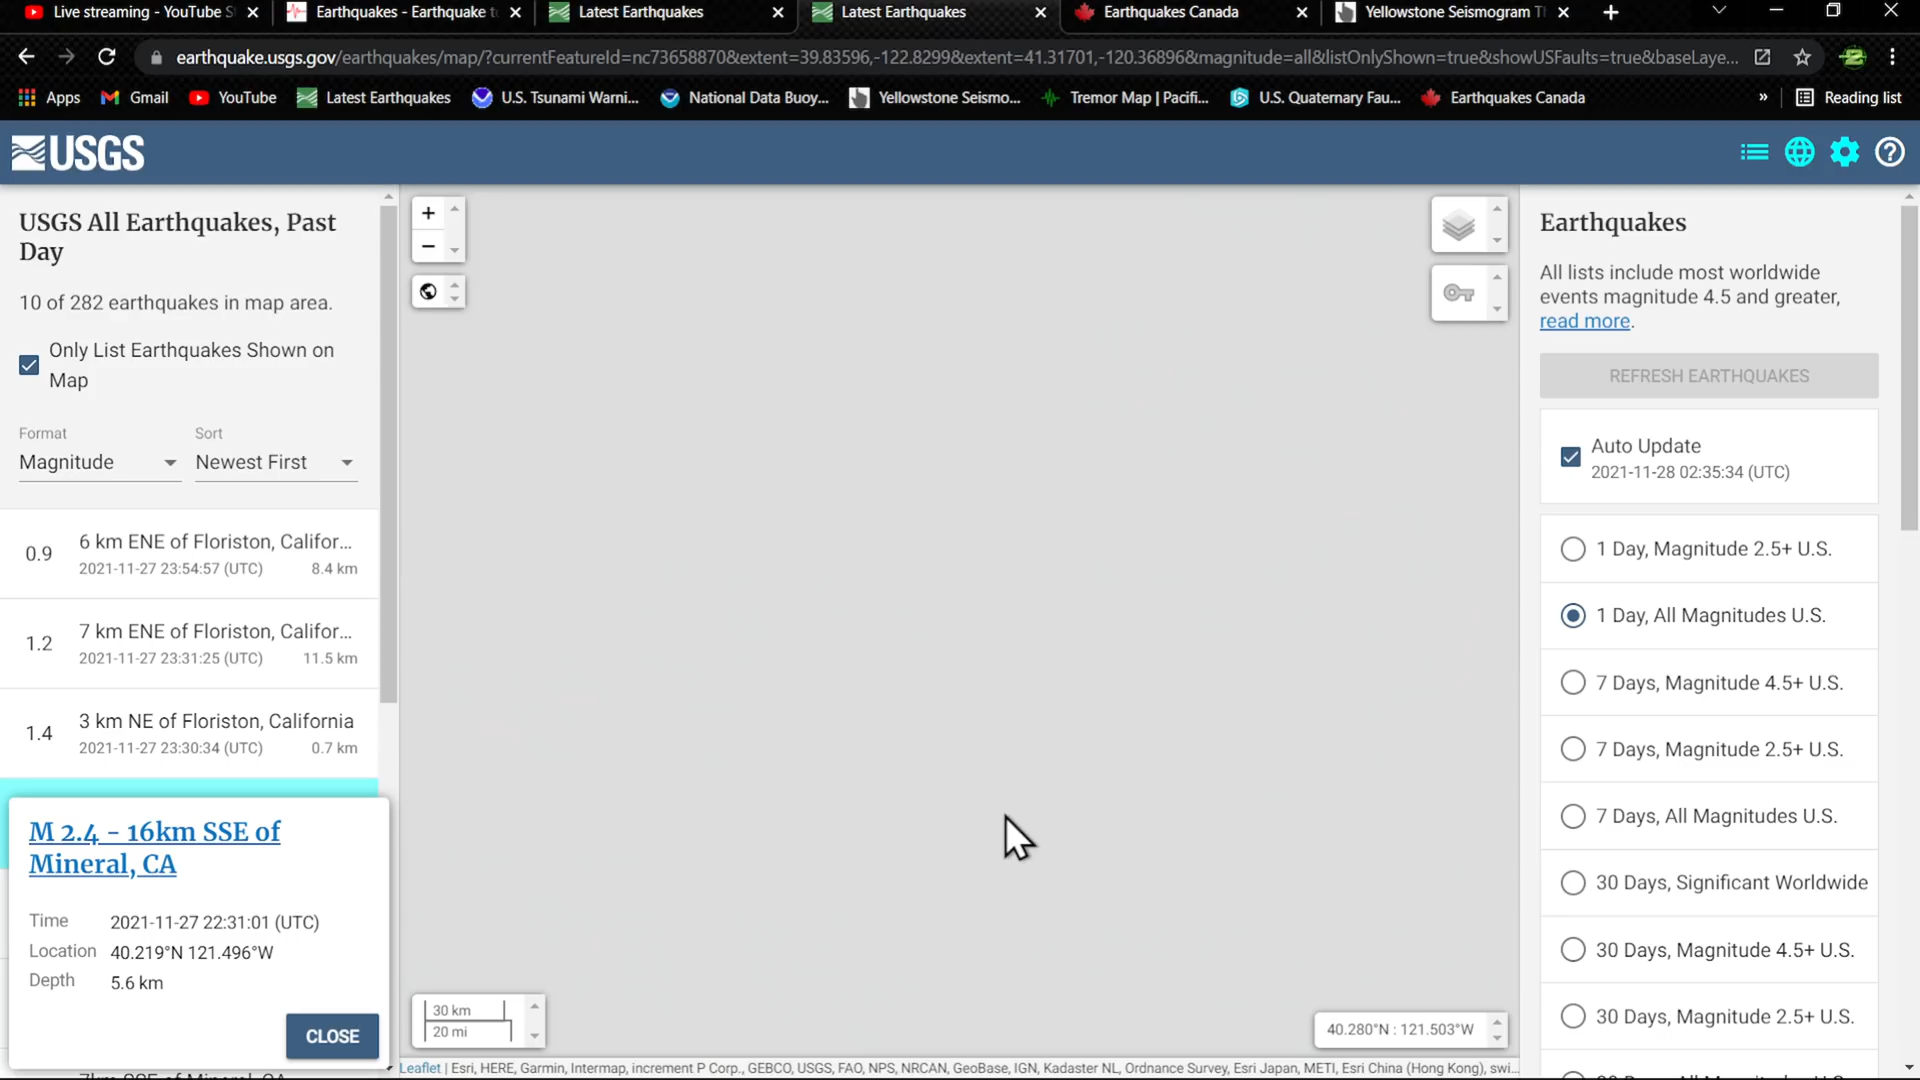 Live streaming - YouTube S
Earthquakes - Earthquake to
Latest Earthquakes
Latest Earthquakes
Earthquakes Canada
Yellowstone Seismogram
earthquake.usgs.gov/earthquakes/map/?currentFeatureId=nc73658870&extent=39.83596,-122.8299&extent=41.31701,-120.36896&magnitude=all&listOnlyShown=true&showUSFaults=true&baseLaye...
Apps
Gmail
YouTube
Latest Earthquakes
U.S. Tsunami Warni...
National Data Buoy...
Yellowstone Seismo...
Tremor Map | Pacifi...
U.S. Quaternary Fau...
Earthquakes Canada
»
Reading list
USGS
USGS All Earthquakes, Past
Day
10 of 282 earthquakes in map area.
Only List Earthquakes Shown on
Map
Format
Sort
Magnitude
Newest First
0.9
6 km ENE of Floriston, Califor...
2021-11-27 23:54:57 (UTC)
8.4 km
1.2
7 km ENE of Floriston, Califor...
2021-11-27 23:31:25 (UTC)
11.5 km
1.4
3 km NE of Floriston, California
2021-11-27 23:30:34 (UTC)
0.7 km
M 2.4 - 16km SSE of
Mineral, CA
Time 2021-11-27 22:31:01 (UTC)
Location 40.219°N 121.496°W
Depth 5.6 km
CLOSE
7km SSE of Mineral, CA
+
−
30 km
20 mi
40.280°N : 121.503°W
Leaflet | Esri, HERE, Garmin, Intermap, increment P Corp., GEBCO, USGS, FAO, NPS, NRCAN, GeoBase, IGN, Kadaster NL, Ordnance Survey, Esri Japan, METI, Esri China (Hong Kong), swi...
Earthquakes
All lists include most worldwide
events magnitude 4.5 and greater,
read more.
REFRESH EARTHQUAKES
Auto Update
2021-11-28 02:35:34 (UTC)
1 Day, Magnitude 2.5+ U.S.
1 Day, All Magnitudes U.S.
7 Days, Magnitude 4.5+ U.S.
7 Days, Magnitude 2.5+ U.S.
7 Days, All Magnitudes U.S.
30 Days, Significant Worldwide
30 Days, Magnitude 4.5+ U.S.
30 Days, Magnitude 2.5+ U.S.